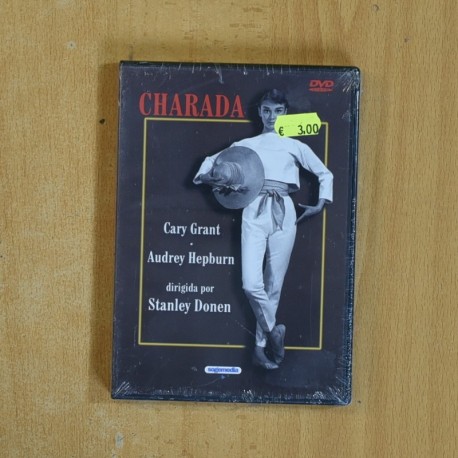 DVD
CHARADA
€ 3,00
Cary Grant
·
Audrey Hepburn
dirigida por
Stanley Donen
sogemedia